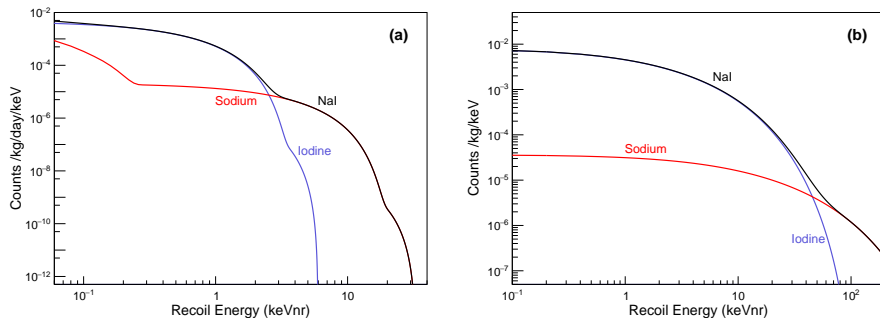 (a)
Counts /kg/day/keV
10⁻²
10⁻⁴
10⁻⁶
10⁻⁸
10⁻¹⁰
10⁻¹²
Sodium
NaI
Iodine
10⁻¹
1
10
Recoil Energy (keVnr)
(b)
Counts /kg/keV
10⁻²
10⁻³
10⁻⁴
10⁻⁵
10⁻⁶
10⁻⁷
NaI
Sodium
Iodine
10⁻¹
1
10
10²
Recoil Energy (keVnr)